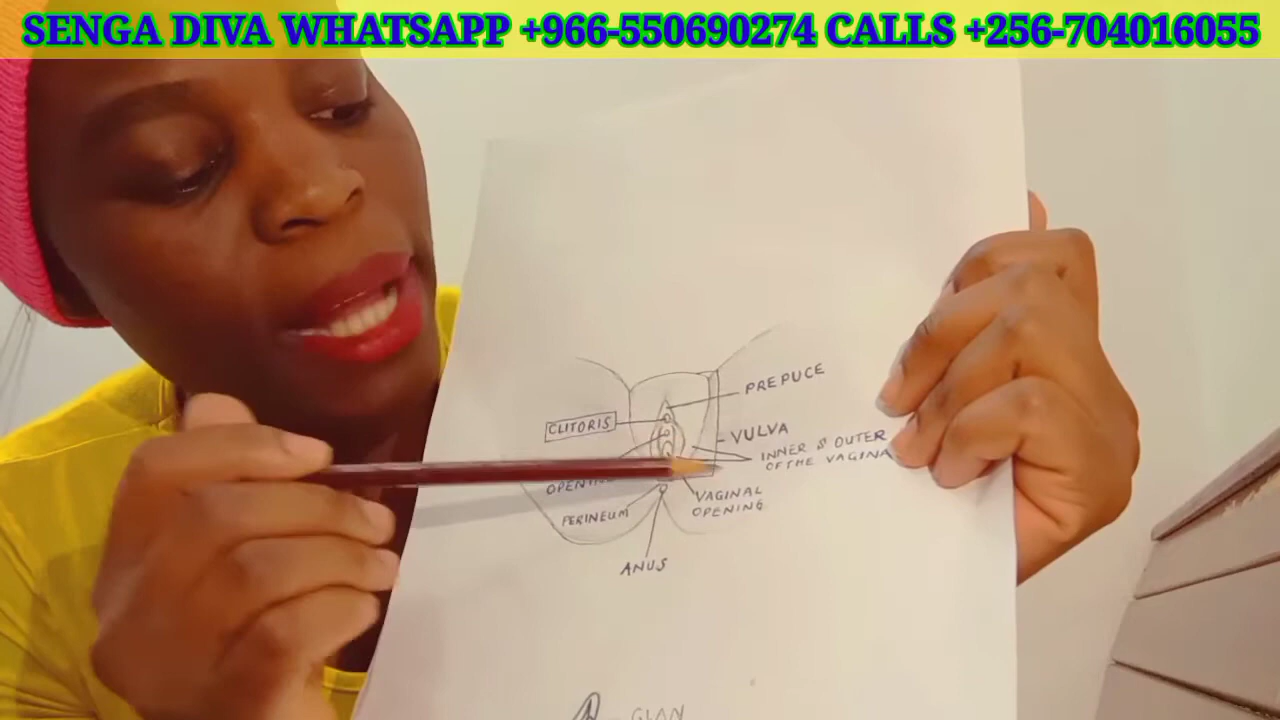 SENGA DIVA WHATSAPP +966-550690274 CALLS +256-704016055
PREPUCE
CLITORIS
VULVA
INNER & OUTER
OF THE VAGINA
VAGINAL
OPENING
PERINEUM
ANUS
GLAN